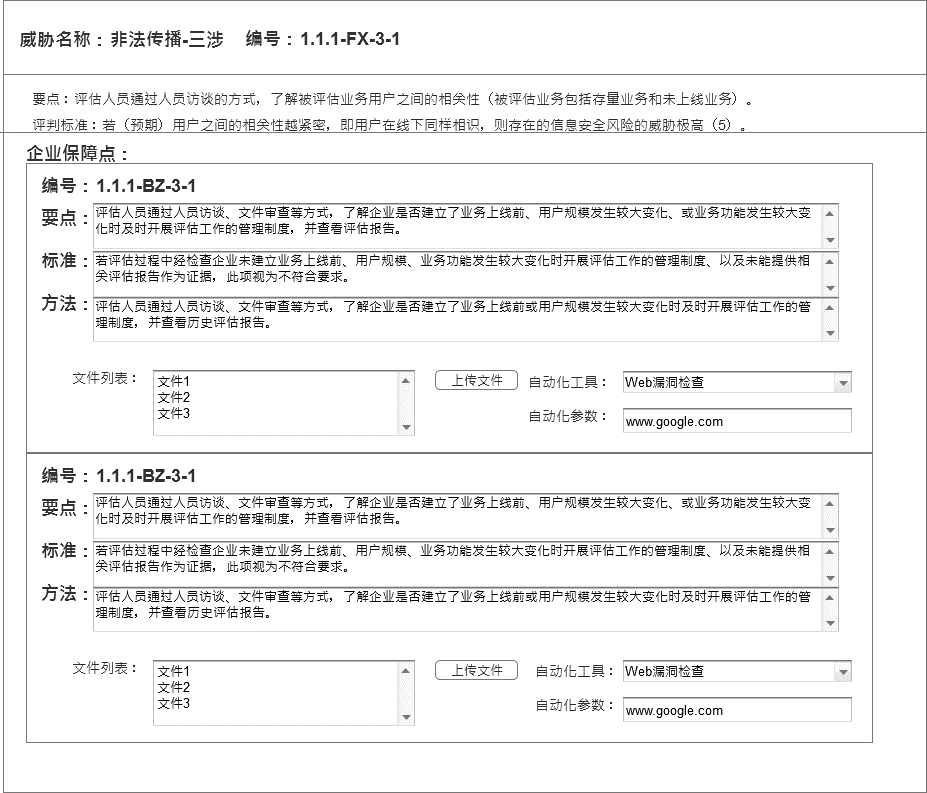 威胁名称：非法传播-三涉 编号：1.1.1-FX-3-1
要点：评估人员通过人员访谈的方式，了解被评估业务用户之间的相关性（被评估业务包括存量业务和未上线业务）。
评判标准：若（预期）用户之间的相关性越紧密，即用户在线下同样相识，则存在的信息安全风险的威胁极高（5）。
企业保障点：
编号：1.1.1-BZ-3-1
要点：评估人员通过人员访谈、文件审查等方式，了解企业是否建立了业务上线前、用户规模发生较大变化、或业务功能发生较大变
化时及时开展评估工作的管理制度，并查看评估报告。
标准：若评估过程中经检查企业未建立业务上线前、用户规模、业务功能发生较大变化时开展评估工作的管理制度、以及未能提供相
关评估报告作为证据，此项视为不符合要求。
方法：评估人员通过人员访谈、文件审查等方式，了解企业是否建立了业务上线前或用户规模发生较大变化时及时开展评估工作的管
理制度，并查看历史评估报告。
文件列表： 文件1 上传文件 自动化工具： Web漏洞检查
文件2
文件3 自动化参数： www.google.com
编号：1.1.1-BZ-3-1
要点：评估人员通过人员访谈、文件审查等方式，了解企业是否建立了业务上线前、用户规模发生较大变化、或业务功能发生较大变
化时及时开展评估工作的管理制度，并查看评估报告。
标准：若评估过程中经检查企业未建立业务上线前、用户规模、业务功能发生较大变化时开展评估工作的管理制度、以及未能提供相
关评估报告作为证据，此项视为不符合要求。
方法：评估人员通过人员访谈、文件审查等方式，了解企业是否建立了业务上线前或用户规模发生较大变化时及时开展评估工作的管
理制度，并查看历史评估报告。
文件列表： 文件1 上传文件 自动化工具： Web漏洞检查
文件2
文件3 自动化参数： www.google.com